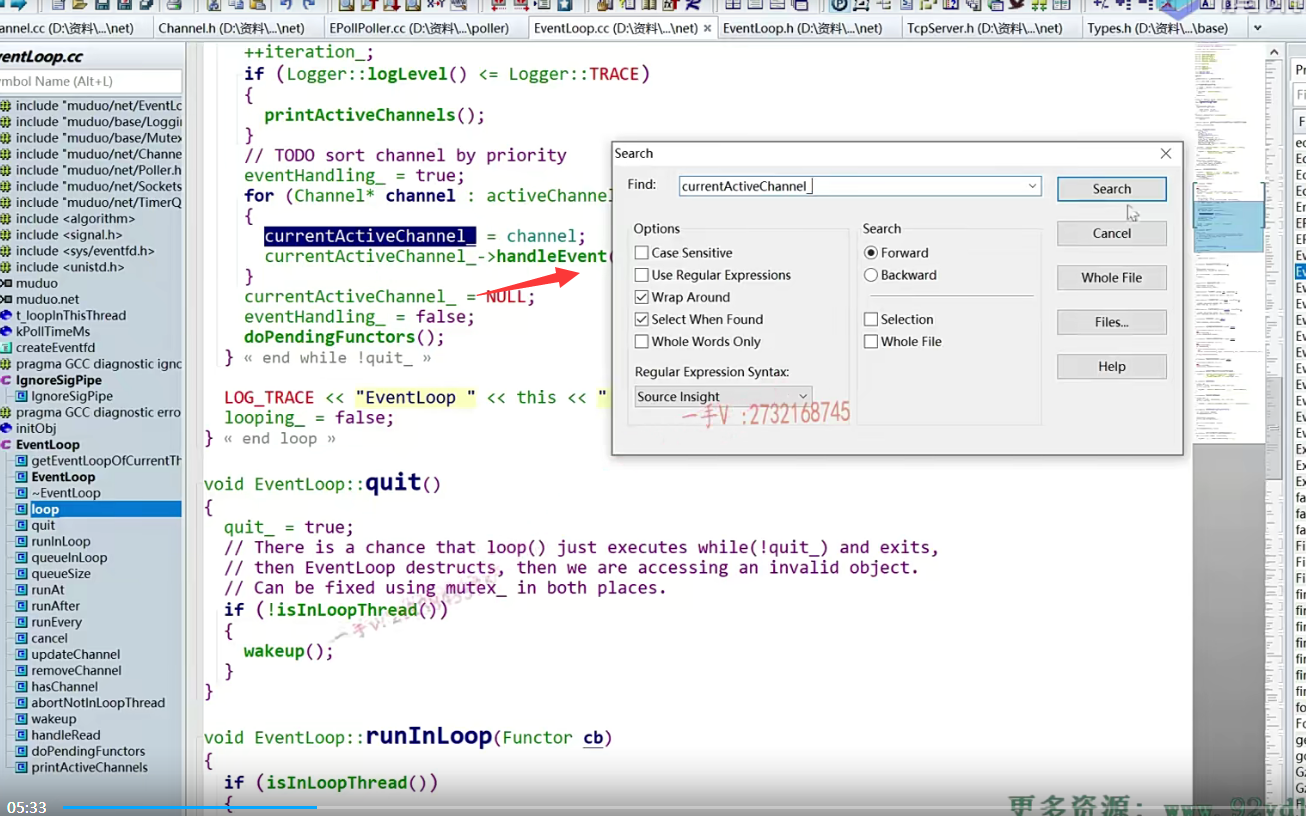 annel.cc (D:\资料\...\net)
Channel.h (D:\资料\...\net)
EPollPoller.cc (D:\资料\...\poller)
EventLoop.cc (D:\资料\...\net)
EventLoop.h (D:\资料\...\net)
TcpServer.h (D:\资料\...\net)
Types.h (D:\资料\...\base)
ventLoop.cc
mbol Name (Alt+L)
include "muduo/net/EventLc
include "muduo/base/Loggin
include "muduo/base/Mutex
include "muduo/net/Channe
include "muduo/net/Poller.h
include "muduo/net/Sockets
include "muduo/net/TimerQ
include <algorithm>
include <signal.h>
include <sys/eventfd.h>
include <unistd.h>
muduo
muduo.net
t_loopInThisThread
kPollTimeMs
createEventfd
pragma GCC diagnostic ignc
IgnoreSigPipe
IgnoreSigPipe
pragma GCC diagnostic erro
initObj
EventLoop
getEventLoopOfCurrentTh
EventLoop
~EventLoop
loop
quit
runInLoop
queueInLoop
queueSize
runAt
runAfter
runEvery
cancel
updateChannel
removeChannel
hasChannel
abortNotInLoopThread
wakeup
handleRead
doPendingFunctors
printActiveChannels
++iteration_;
if (Logger::logLevel() <= Logger::TRACE)
{
printActiveChannels();
}
// TODO sort channel by priority
eventHandling_ = true;
for (Channel* channel : activeChannel
{
currentActiveChannel_ = channel;
currentActiveChannel_->handleEvent(
}
currentActiveChannel_ = NULL;
eventHandling_ = false;
doPendingFunctors();
} « end while !quit_ »
LOG_TRACE << "EventLoop " << this << "
looping_ = false;
} « end loop »
void EventLoop::quit()
{
quit_ = true;
// There is a chance that loop() just executes while(!quit_) and exits,
// then EventLoop destructs, then we are accessing an invalid object.
// Can be fixed using mutex_ in both places.
if (!isInLoopThread())
{
wakeup();
}
}
void EventLoop::runInLoop(Functor cb)
{
if (isInLoopThread())
{
Search
Find:
currentActiveChannel_
Search
Cancel
Whole File
Files...
Help
Options
Case Sensitive
Use Regular Expressions
Wrap Around
Select When Found
Whole Words Only
Regular Expression Syntax:
Source Insight
Search
Forward
Backward
Selection
Whole File
一手V :2732168745
05:33
更多资源: